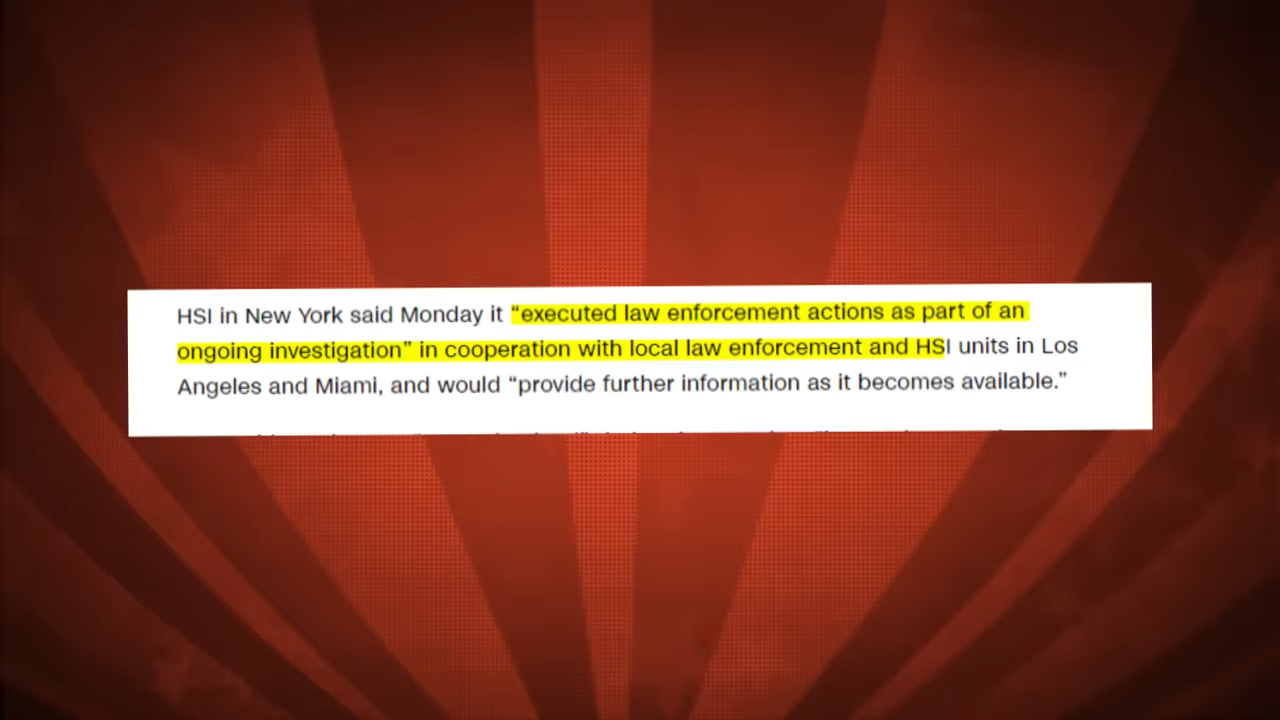 HSI in New York said Monday it “executed law enforcement actions as part of an
ongoing investigation” in cooperation with local law enforcement and HSI units in Los
Angeles and Miami, and would “provide further information as it becomes available.”